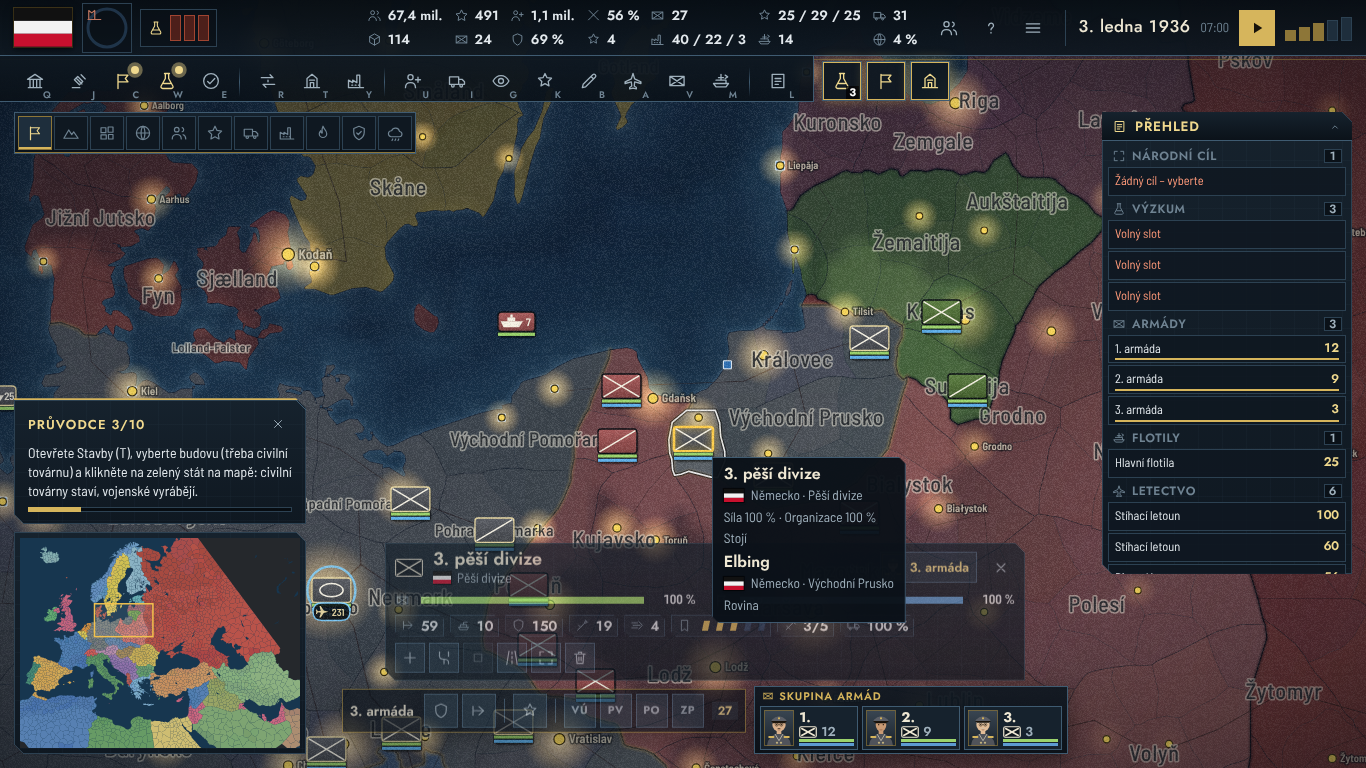 67,4 mil.
491
1,1 mil.
56 %
27
25 / 29 / 25
31
114
24
69 %
4
40 / 22 / 3
14
4 %
?
3. ledna 1936
07:00
Q
J
C
W
E
R
T
Y
U
I
G
K
B
A
V
M
L
3
PŘEHLED
NÁRODNÍ CÍL
1
Žádný cíl – vyberte
VÝZKUM
3
Volný slot
Volný slot
Volný slot
ARMÁDY
3
1. armáda
12
2. armáda
9
3. armáda
3
FLOTILY
1
Hlavní flotila
25
LETECTVO
6
Stíhací letoun
100
Stíhací letoun
60
Pskov
Aalborg
Riga
Kuronsko
Zemgale
Liepāja
Skåne
Aarhus
Jižní Jutsko
Aukštaitija
Žemaitija
Kodaň
Sjælland
Fyn
Tilsit
7
Lolland-Falster
Královec
Kiel
25
Gdaňsk
Východní Prusko
Grodno
Grodno
Białystok
Toruň
Kujavsko
Polesí
Žytomyr
Lodž
Lodž
Vratislav
Volyň
231
PRŮVODCE 3/10
Otevřete Stavby (T), vyberte budovu (třeba civilní
továrnu) a klikněte na zelený stát na mapě: civilní
továrny staví, vojenské vyrábějí.
3. pěší divize
Německo · Pěší divize
Síla 100 % · Organizace 100 %
Stojí
Elbing
Německo · Východní Prusko
Rovina
3. pěší divize
Pěší divize
3. armáda
100 %
100 %
59
10
150
19
4
3/5
100 %
3. armáda
VÚ
PV
PO
ZP
27
SKUPINA ARMÁD
1.
12
2.
9
3.
3